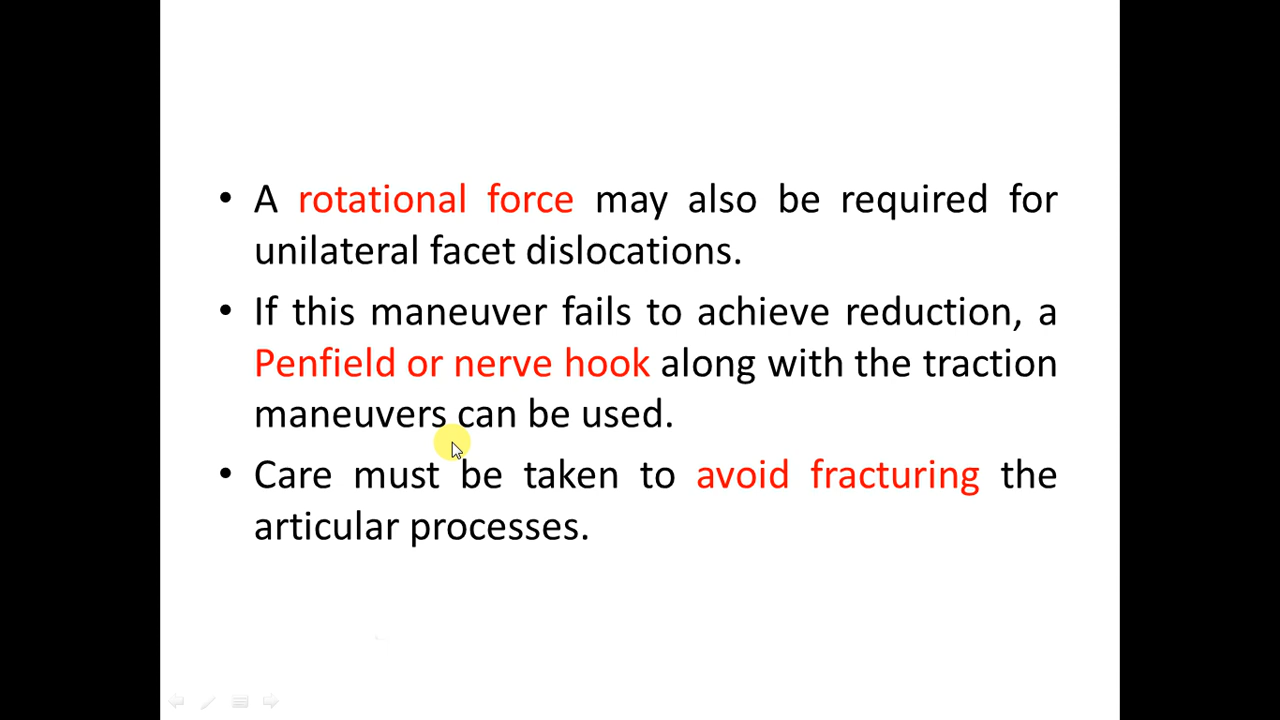 • A rotational force may also be required for
unilateral facet dislocations.
• If this maneuver fails to achieve reduction, a
Penfield or nerve hook along with the traction
maneuvers can be used.
• Care must be taken to avoid fracturing the
articular processes.